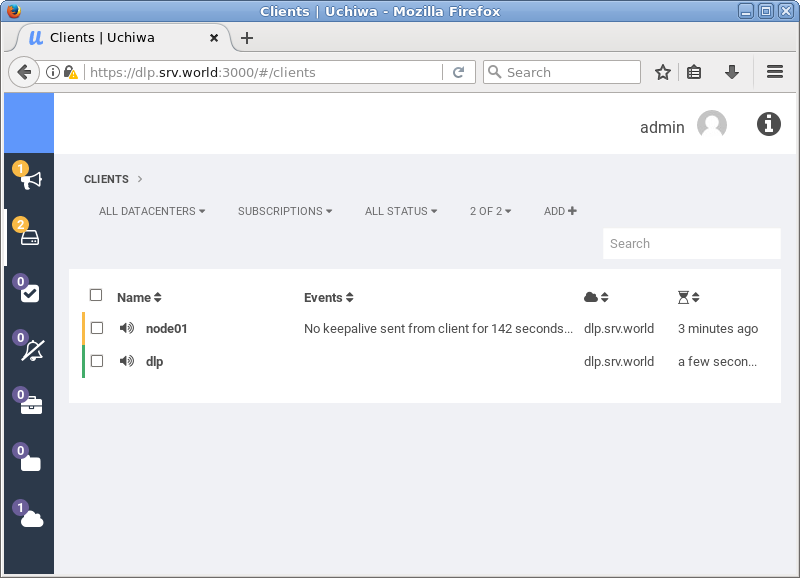 Clients | Uchiwa - Mozilla Firefox
Clients | Uchiwa
https://dlp.srv.world:3000/#/clients
Search
admin
1
CLIENTS
2
ALL DATACENTERS SUBSCRIPTIONS ALL STATUS 2 OF 2 ADD
Search
0
Name Events
node01 No keepalive sent from client for 142 seconds... dlp.srv.world 3 minutes ago
0
dlp dlp.srv.world a few secon...
0
0
1